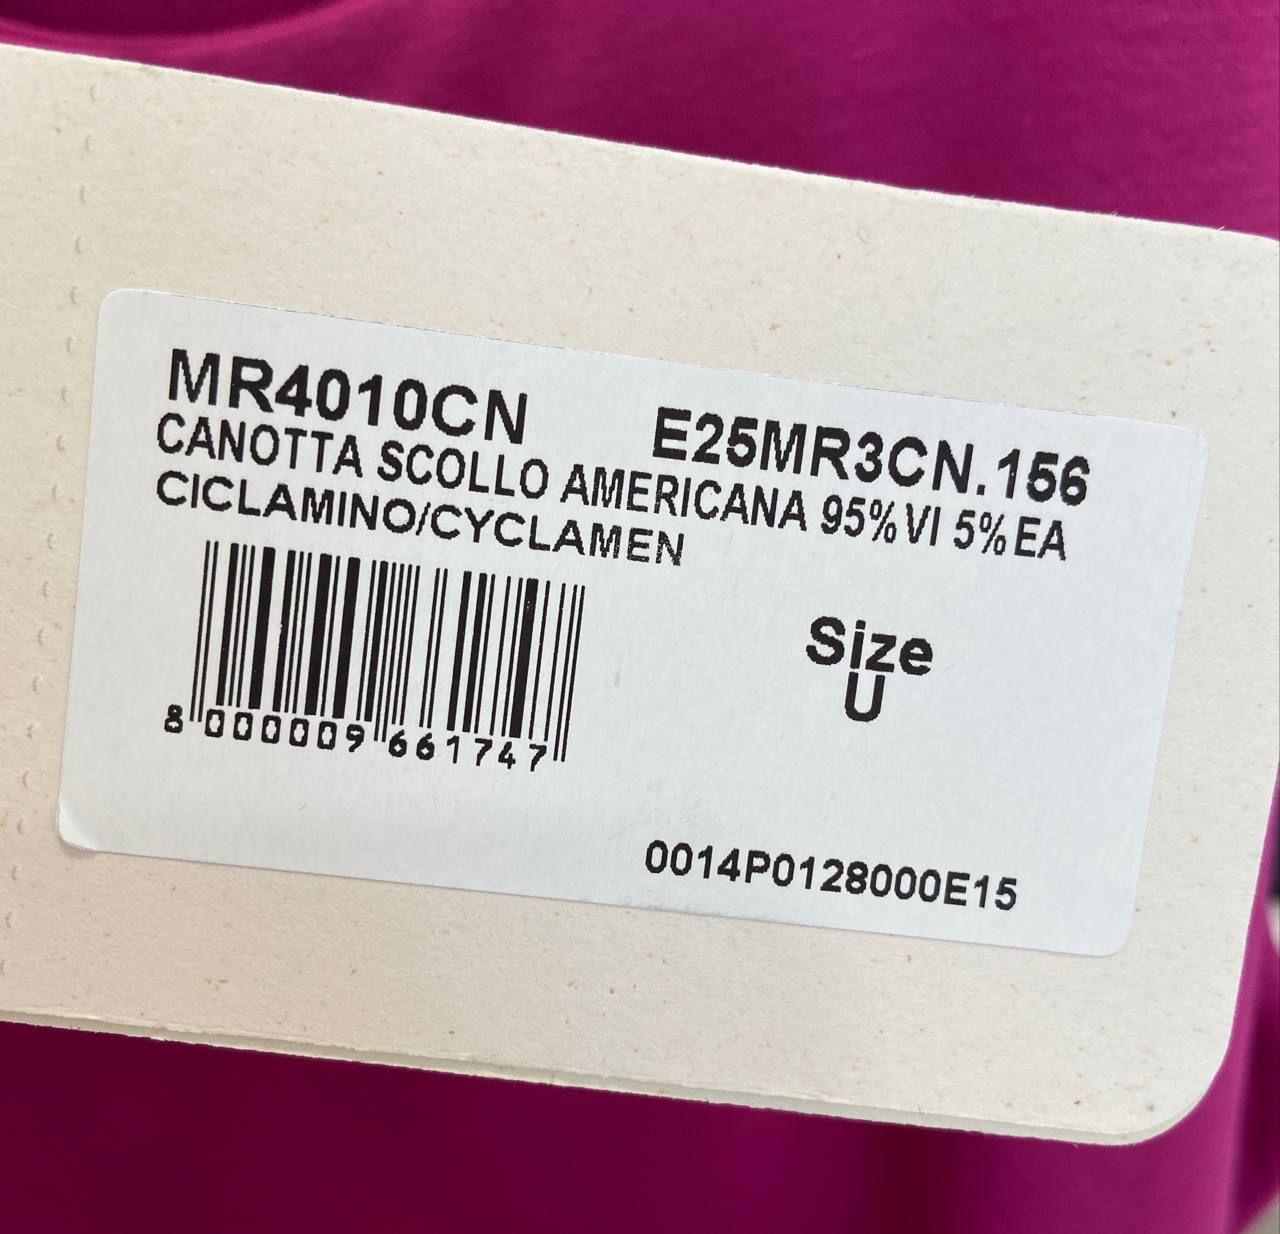 MR4010CN E25MR3CN.156
CANOTTA SCOLLO AMERICANA 95% VI 5% EA
CICLAMINO/CYCLAMEN
Size
U
8 000009 661747
0014P0128000E15